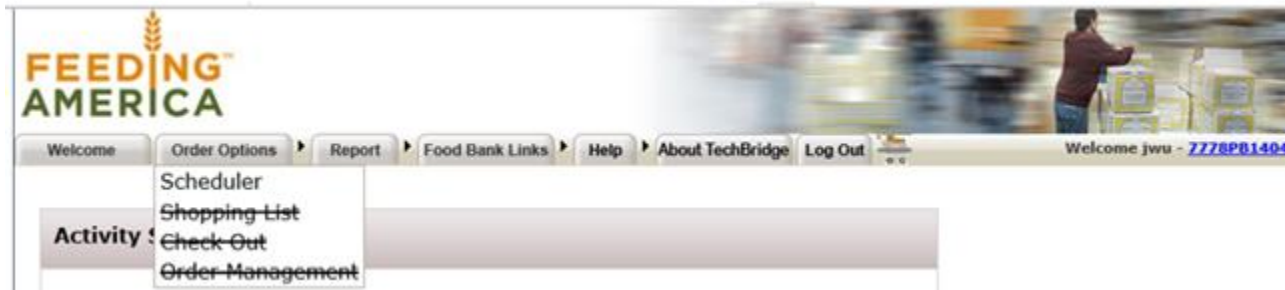 FEEDING™
AMERICA
Welcome Order Options Report Food Bank Links Help About TechBridge Log Out Welcome jwu - 7778PB1404
Scheduler
Shopping List
Activity
Check Out
Order Management